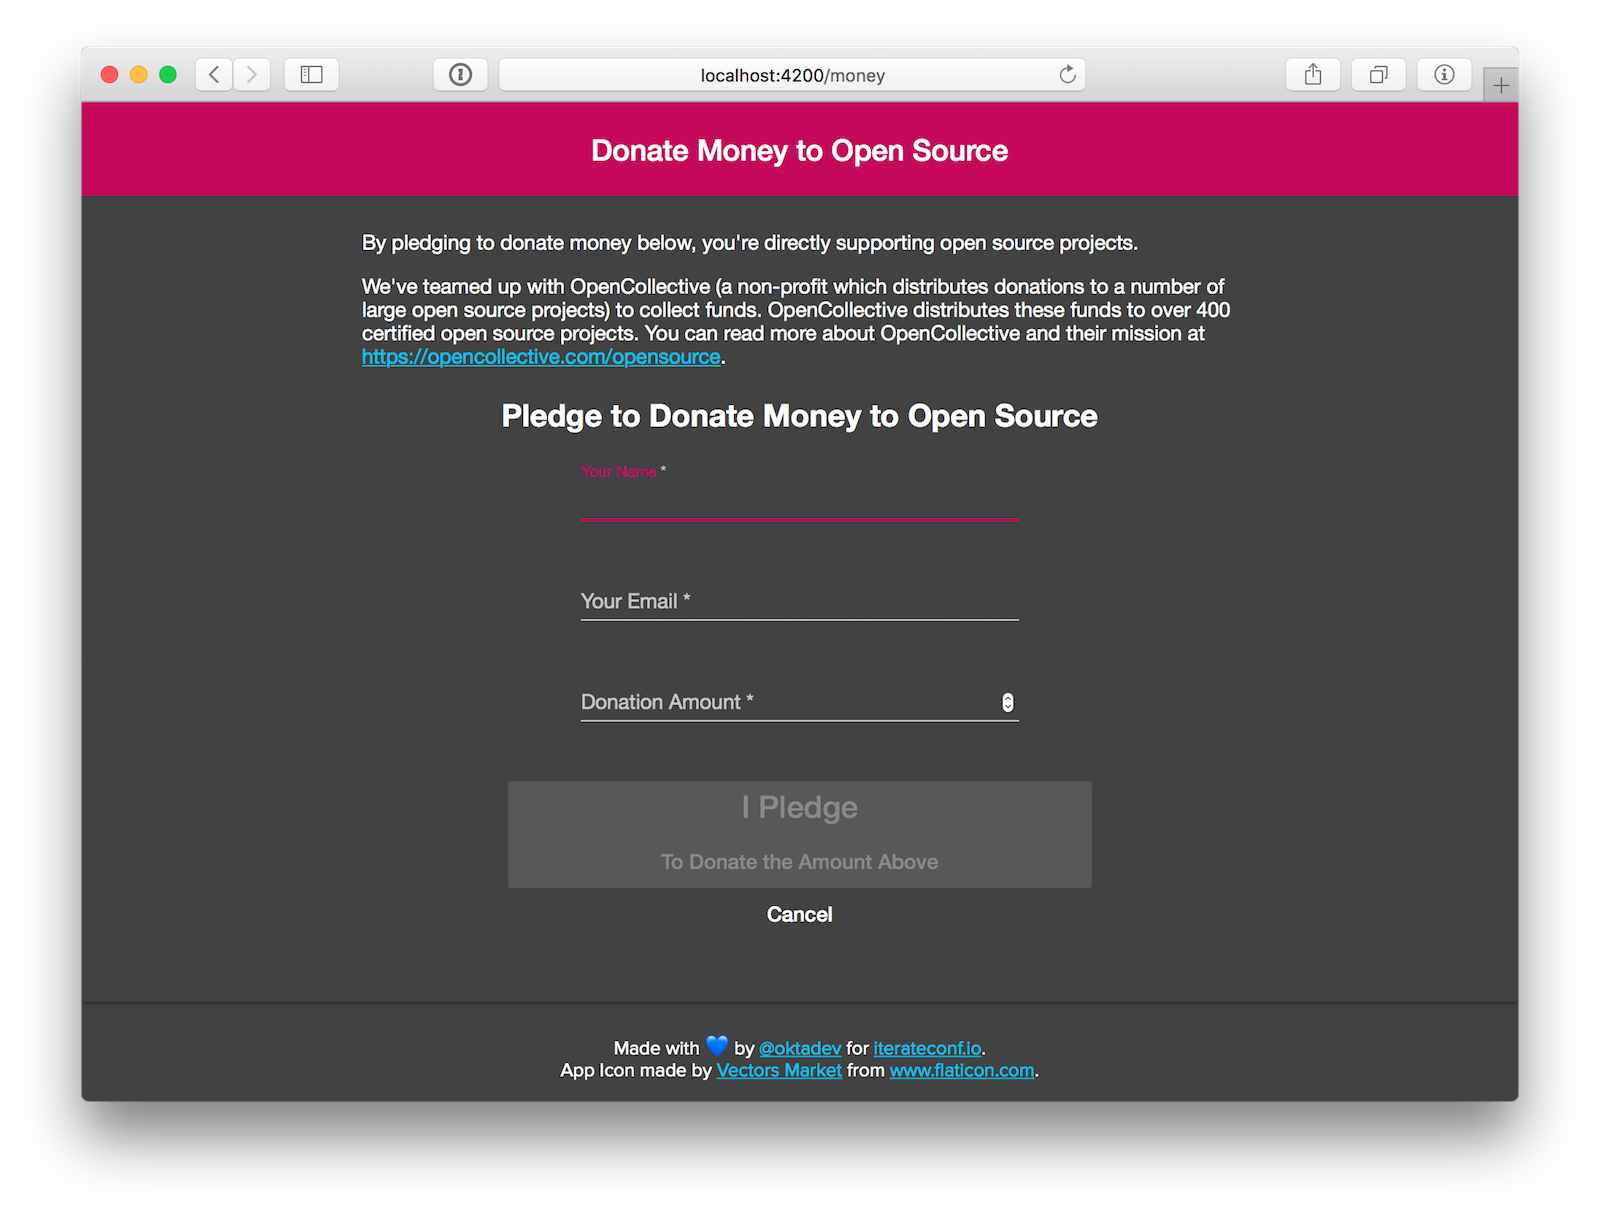 localhost:4200/money
Donate Money to Open Source
By pledging to donate money below, you're directly supporting open source projects.
We've teamed up with OpenCollective (a non-profit which distributes donations to a number of
large open source projects) to collect funds. OpenCollective distributes these funds to over 400
certified open source projects. You can read more about OpenCollective and their mission at
https://opencollective.com/opensource.
Pledge to Donate Money to Open Source
Your Name *
Your Email *
Donation Amount *
I Pledge
To Donate the Amount Above
Cancel
Made with 💙 by @oktadev for iterateconf.io.
App Icon made by Vectors Market from www.flaticon.com.